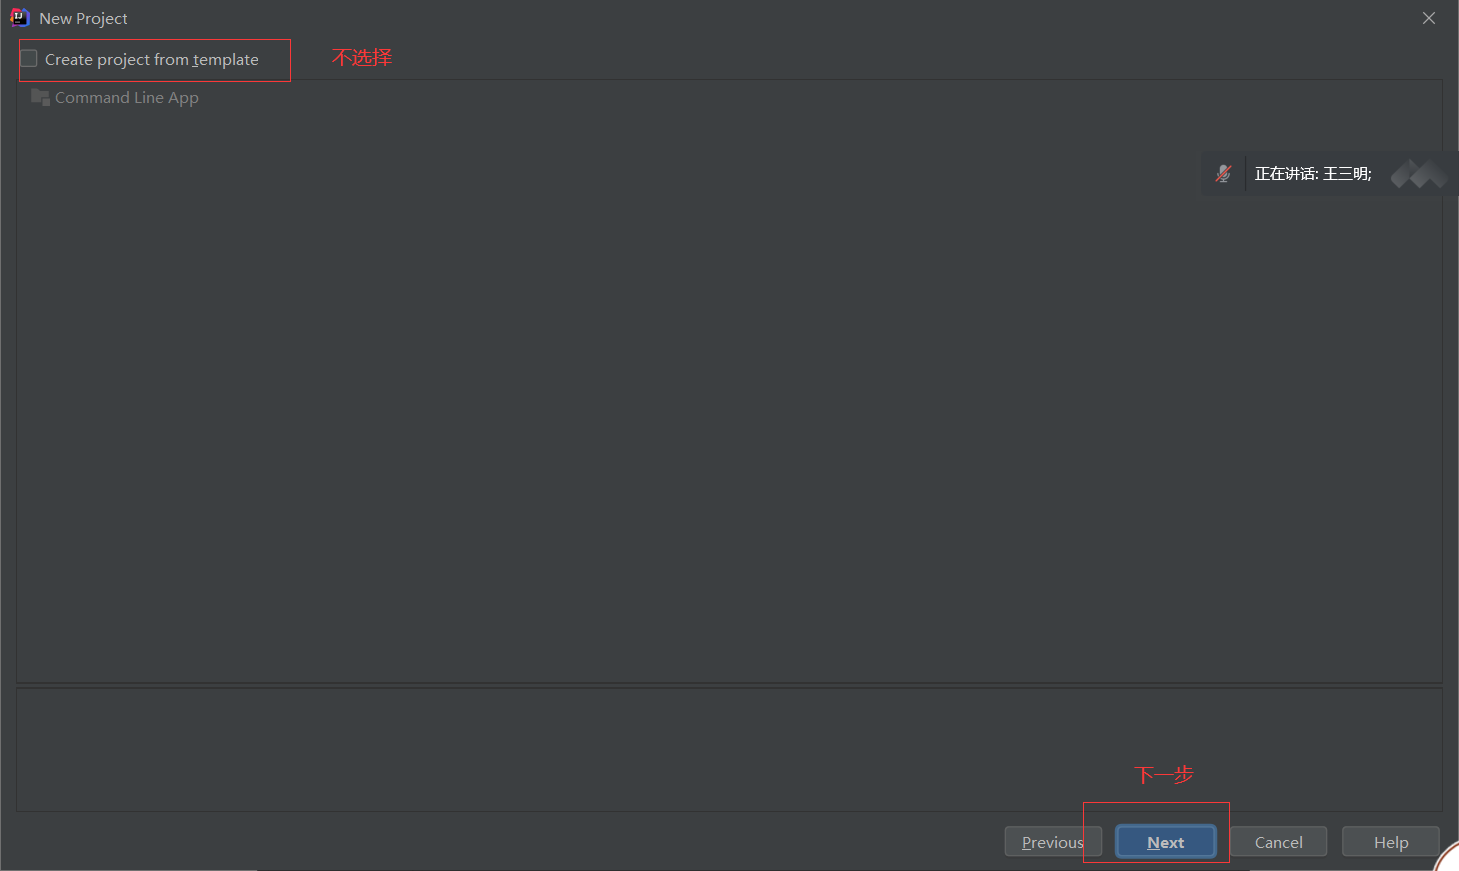 New Project
Create project from template
不选择
Command Line App
正在讲话: 王三明;
下一步
Previous
Next
Cancel
Help